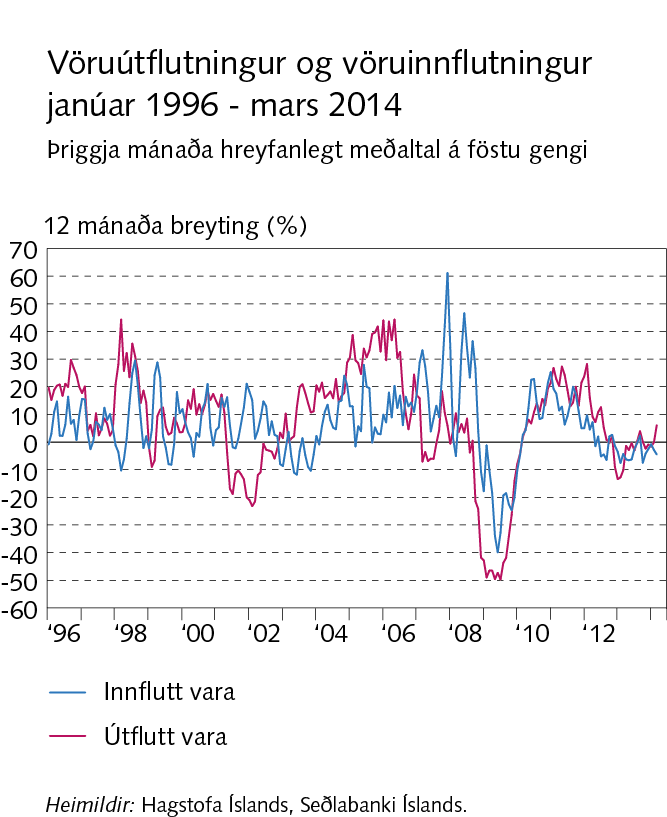 Vöruútflutningur og vöruinnflutningur
janúar 1996 - mars 2014
Þriggja mánaða hreyfanlegt meðaltal á föstu gengi
12 mánaða breyting (%)
70
60
50
40
30
20
10
0
-10
-20
-30
-40
-50
-60
‘96 ‘98 ‘00 ‘02 ‘04 ‘06 ‘08 ‘10 ‘12
Innflutt vara
Útflutt vara
Heimildir: Hagstofa Íslands, Seðlabanki Íslands.